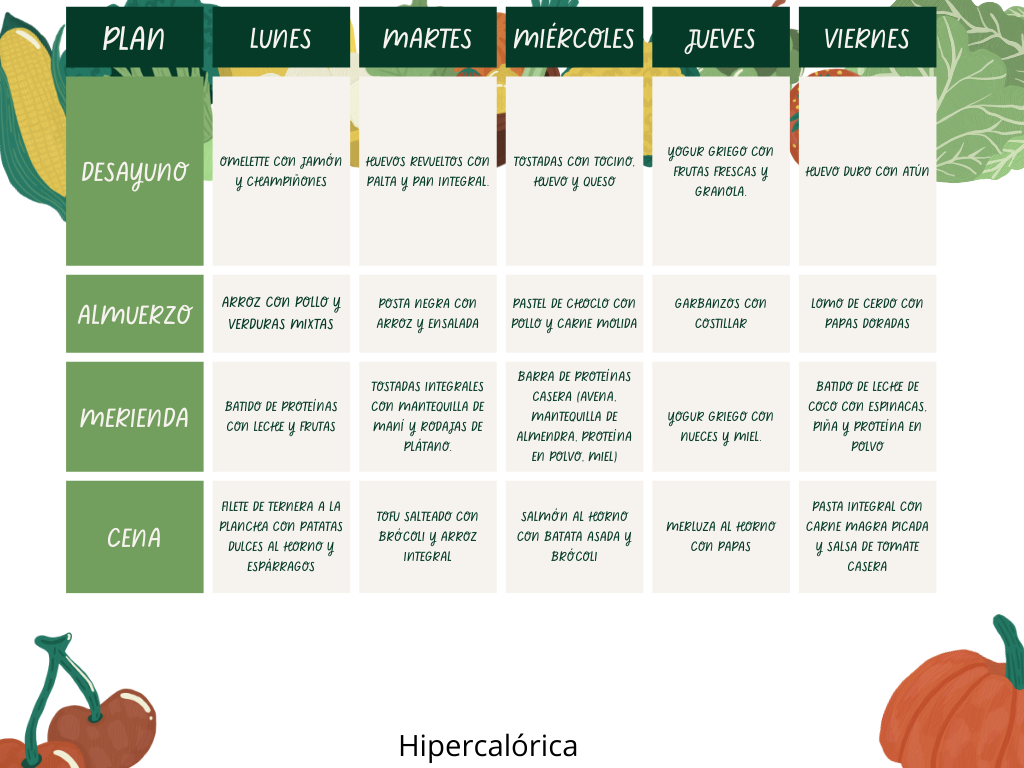 PLAN
LUNES
MARTES
MIÉRCOLES
JUEVES
VIERNES
DESAYUNO
OMELETTE CON JAMÓN
Y CHAMPIÑONES
HUEVOS REVUELTOS CON
PALTA Y PAN INTEGRAL.
TOSTADAS CON TOCINO,
HUEVO Y QUESO
YOGUR GRIEGO CON
FRUTAS FRESCAS Y
GRANOLA.
HUEVO DURO CON ATÚN
ALMUERZO
ARROZ CON POLLO Y
VERDURAS MIXTAS
POSTA NEGRA CON
ARROZ Y ENSALADA
PASTEL DE CHOCLO CON
POLLO Y CARNE MOLIDA
GARBANZOS CON
COSTILLAR
LOMO DE CERDO CON
PAPAS DORADAS
MERIENDA
BATIDO DE PROTEÍNAS
CON LECHE Y FRUTAS
TOSTADAS INTEGRALES
CON MANTEQUILLA DE
MANÍ Y RODAJAS DE
PLÁTANO.
BARRA DE PROTEÍNAS
CASERA (AVENA,
MANTEQUILLA DE
ALMENDRA, PROTEÍNA
EN POLVO, MIEL)
YOGUR GRIEGO CON
NUECES Y MIEL.
BATIDO DE LECHE DE
COCO CON ESPINACAS,
PIÑA Y PROTEÍNA EN
POLVO
CENA
FILETE DE TERNERA A LA
PLANCHA CON PATATAS
DULCES AL HORNO Y
ESPÁRRAGOS
TOFU SALTEADO CON
BRÓCOLI Y ARROZ
INTEGRAL
SALMÓN AL HORNO
CON BATATA ASADA Y
BRÓCOLI
MERLUZA AL HORNO
CON PAPAS
PASTA INTEGRAL CON
CARNE MAGRA PICADA
Y SALSA DE TOMATE
CASERA
Hipercalórica